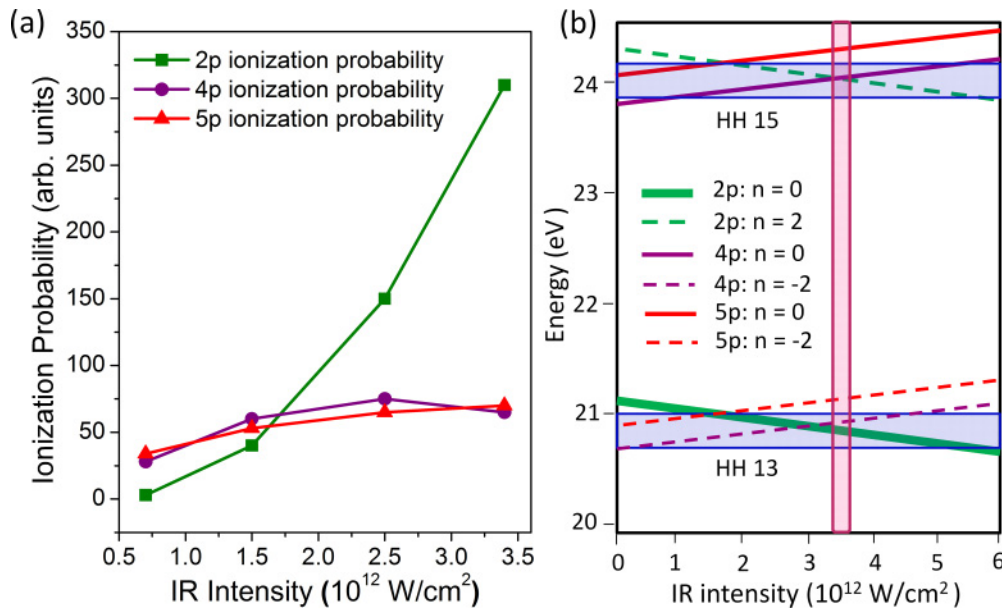 (a)
350
300
250
200
150
100
50
0
Ionization Probability (arb. units)
2p ionization probability
4p ionization probability
5p ionization probability
0.5 1.0 1.5 2.0 2.5 3.0 3.5
IR Intensity (10¹² W/cm²)
(b)
24
23
22
21
20
Energy (eV)
HH 15
2p: n = 0
2p: n = 2
4p: n = 0
4p: n = -2
5p: n = 0
5p: n = -2
HH 13
0 1 2 3 4 5 6
IR intensity (10¹² W/cm²)